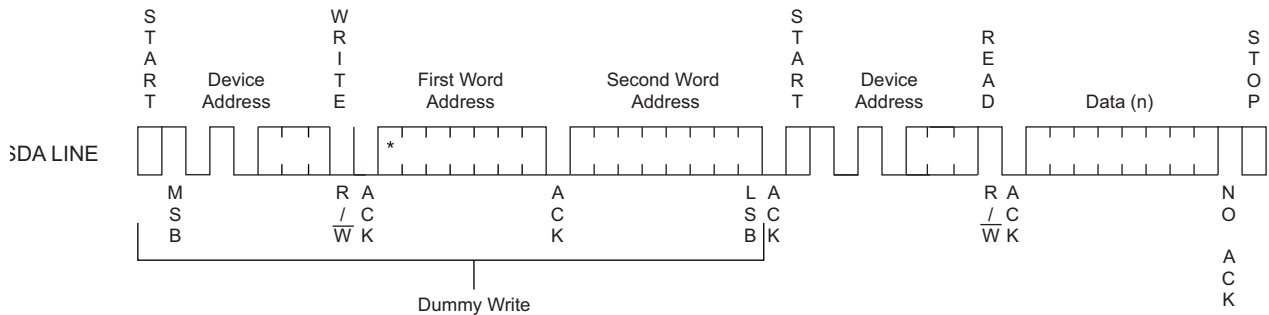 START
WRITE
START
READ
STOP
Device
Address
First Word
Address
Second Word
Address
Device
Address
Data (n)
SDA LINE
*
MSB
R/W
ACK
ACK
LSB
ACK
R/W
ACK
NO ACK
Dummy Write